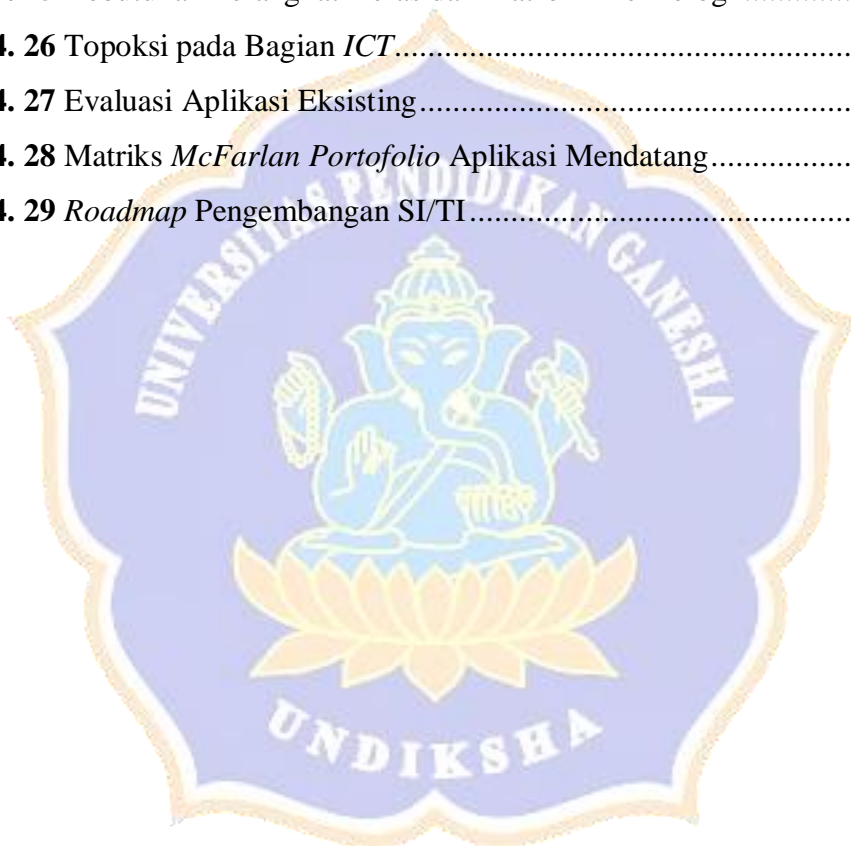 4. 26 Topoksi pada Bagian ICT
4. 27 Evaluasi Aplikasi Eksisting
4. 28 Matriks McFarlan Portofolio Aplikasi Mendatang
4. 29 Roadmap Pengembangan SI/TI
UNIVERSITAS PENDIDIKAN GANESHA
UNDIKSHA